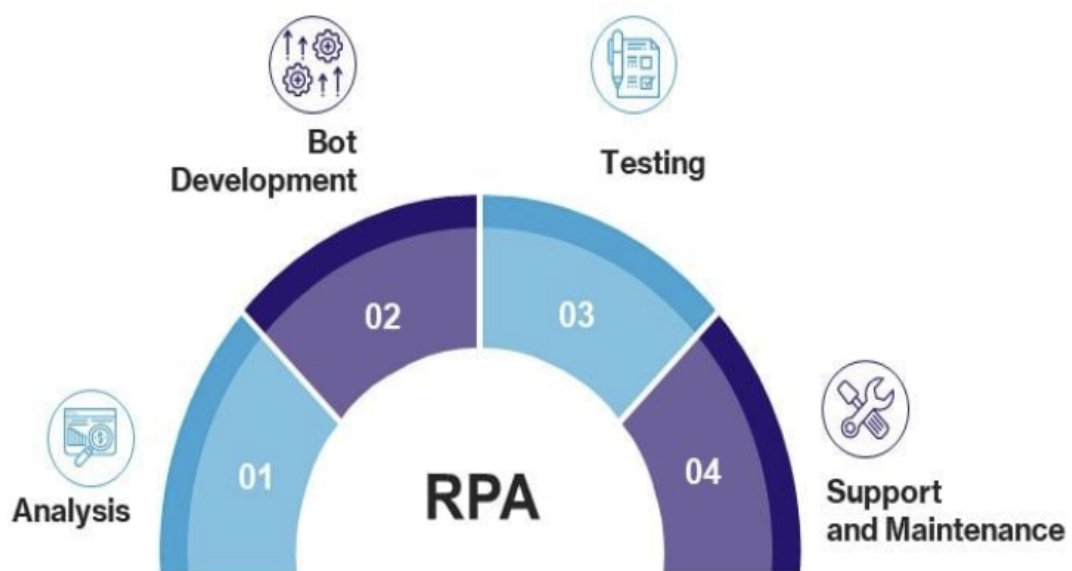 Bot
Development
Testing
02
03
01
04
Analysis
RPA
Support
and Maintenance